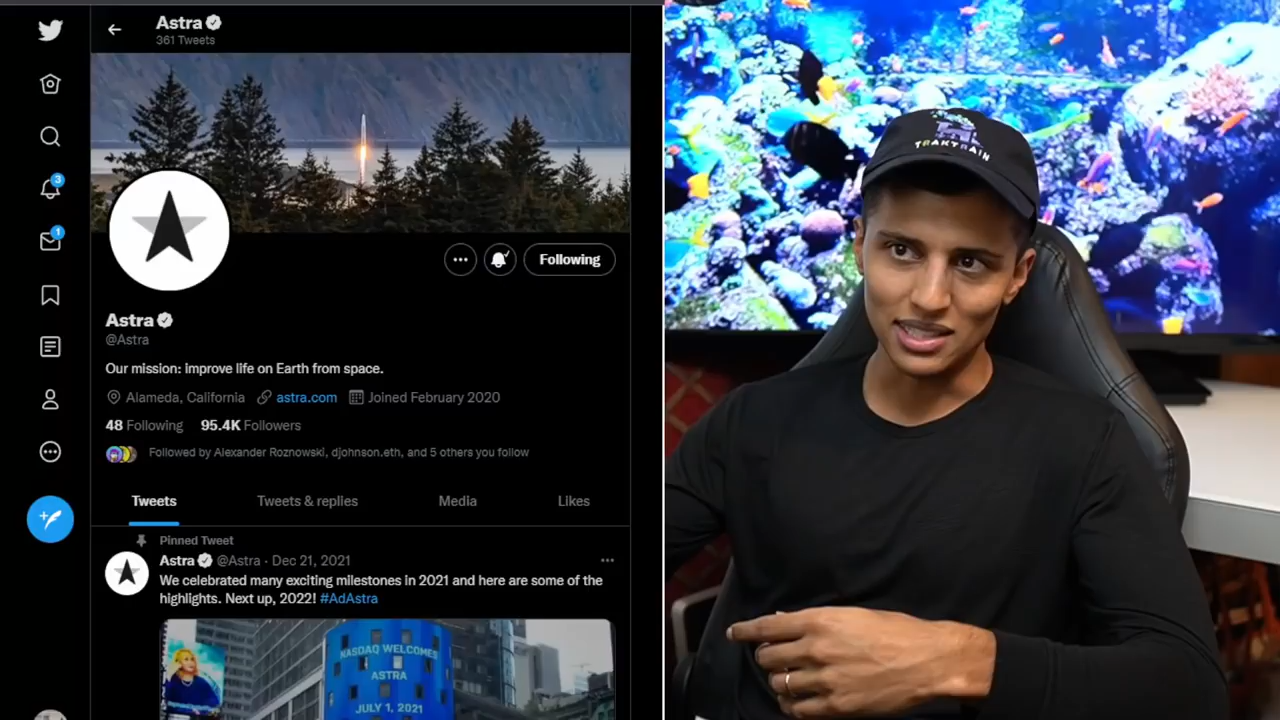 Astra
361 Tweets
3
1
Following
Astra
@Astra
Our mission: improve life on Earth from space.
Alameda, California astra.com Joined February 2020
48 Following 95.4K Followers
Followed by Alexander Roznowski, djohnson.eth, and 5 others you follow
Tweets Tweets & replies Media Likes
Pinned Tweet
Astra @Astra · Dec 21, 2021
We celebrated many exciting milestones in 2021 and here are some of the
highlights. Next up, 2022! #AdAstra
NASDAQ WELCOMES
ASTRA
JULY 1, 2021
TRAKTRAIN